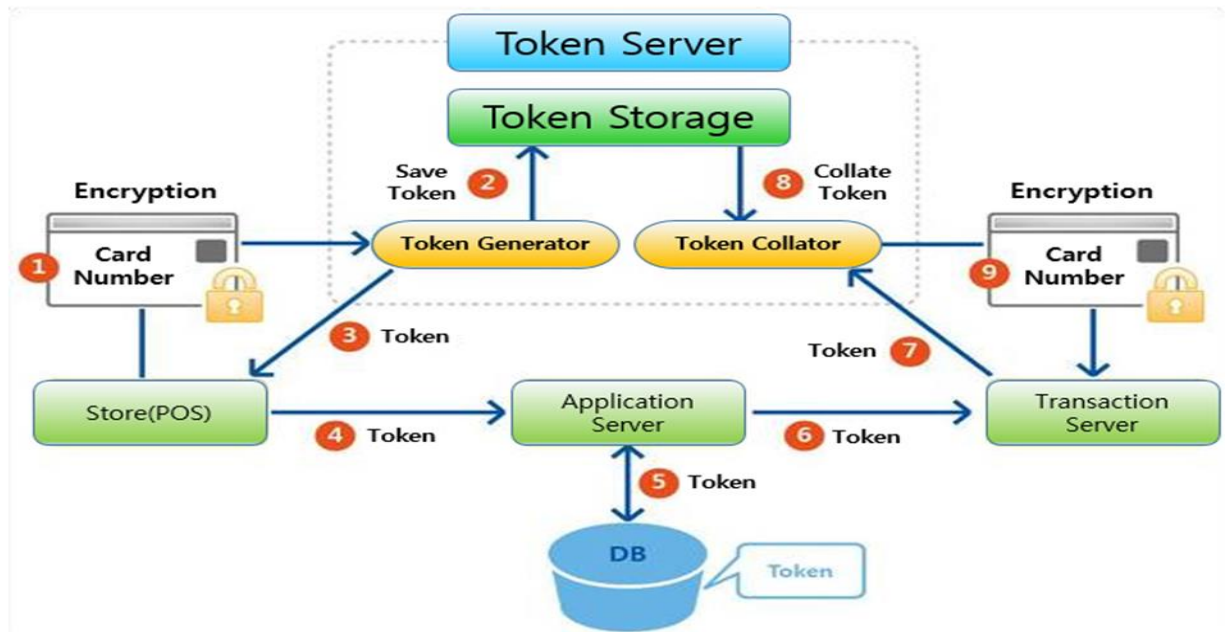 Token Server
Token Storage
Save
Token
2
8
Collate
Token
Encryption
Encryption
Card
Number
1
Token Generator
Token Collator
Card
Number
9
3
Token
Token
7
Store(POS)
Application
Server
Transaction
Server
4
Token
6
Token
5
Token
DB
Token